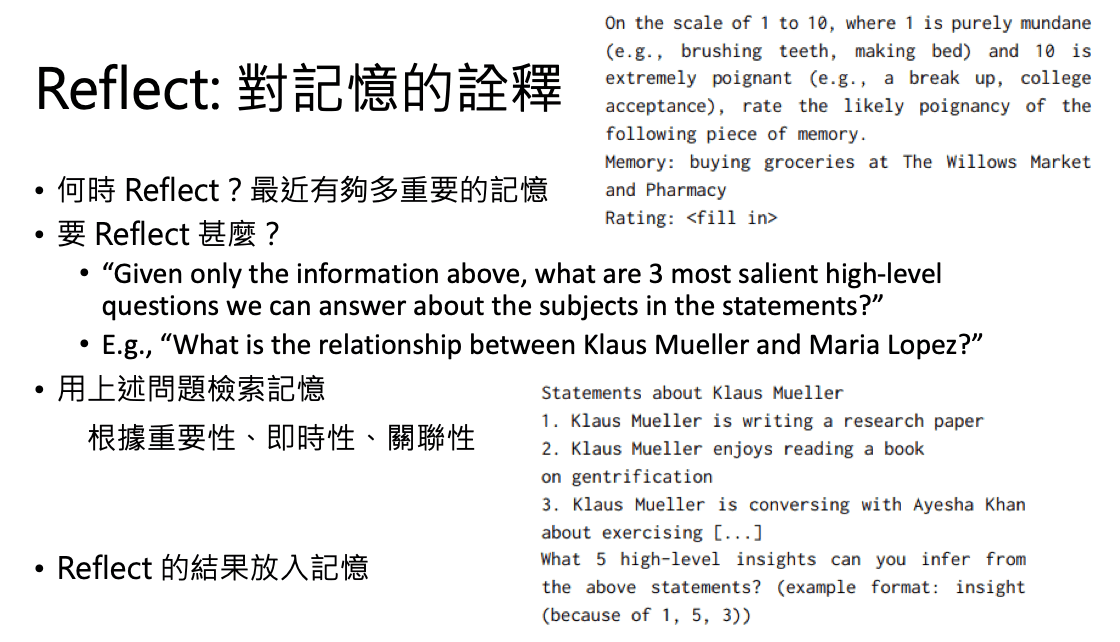 Reflect: 對記憶的詮釋
On the scale of 1 to 10, where 1 is purely mundane
(e.g., brushing teeth, making bed) and 10 is
extremely poignant (e.g., a break up, college
acceptance), rate the likely poignancy of the
following piece of memory.
Memory: buying groceries at The Willows Market
and Pharmacy
Rating: <fill in>
• 何時 Reflect？最近有夠多重要的記憶
• 要 Reflect 甚麼？
• “Given only the information above, what are 3 most salient high-level
questions we can answer about the subjects in the statements?”
• E.g., “What is the relationship between Klaus Mueller and Maria Lopez?”
• 用上述問題檢索記憶
根據重要性、即時性、關聯性
Statements about Klaus Mueller
1. Klaus Mueller is writing a research paper
2. Klaus Mueller enjoys reading a book
on gentrification
3. Klaus Mueller is conversing with Ayesha Khan
about exercising [...]
What 5 high-level insights can you infer from
the above statements? (example format: insight
(because of 1, 5, 3))
• Reflect 的結果放入記憶